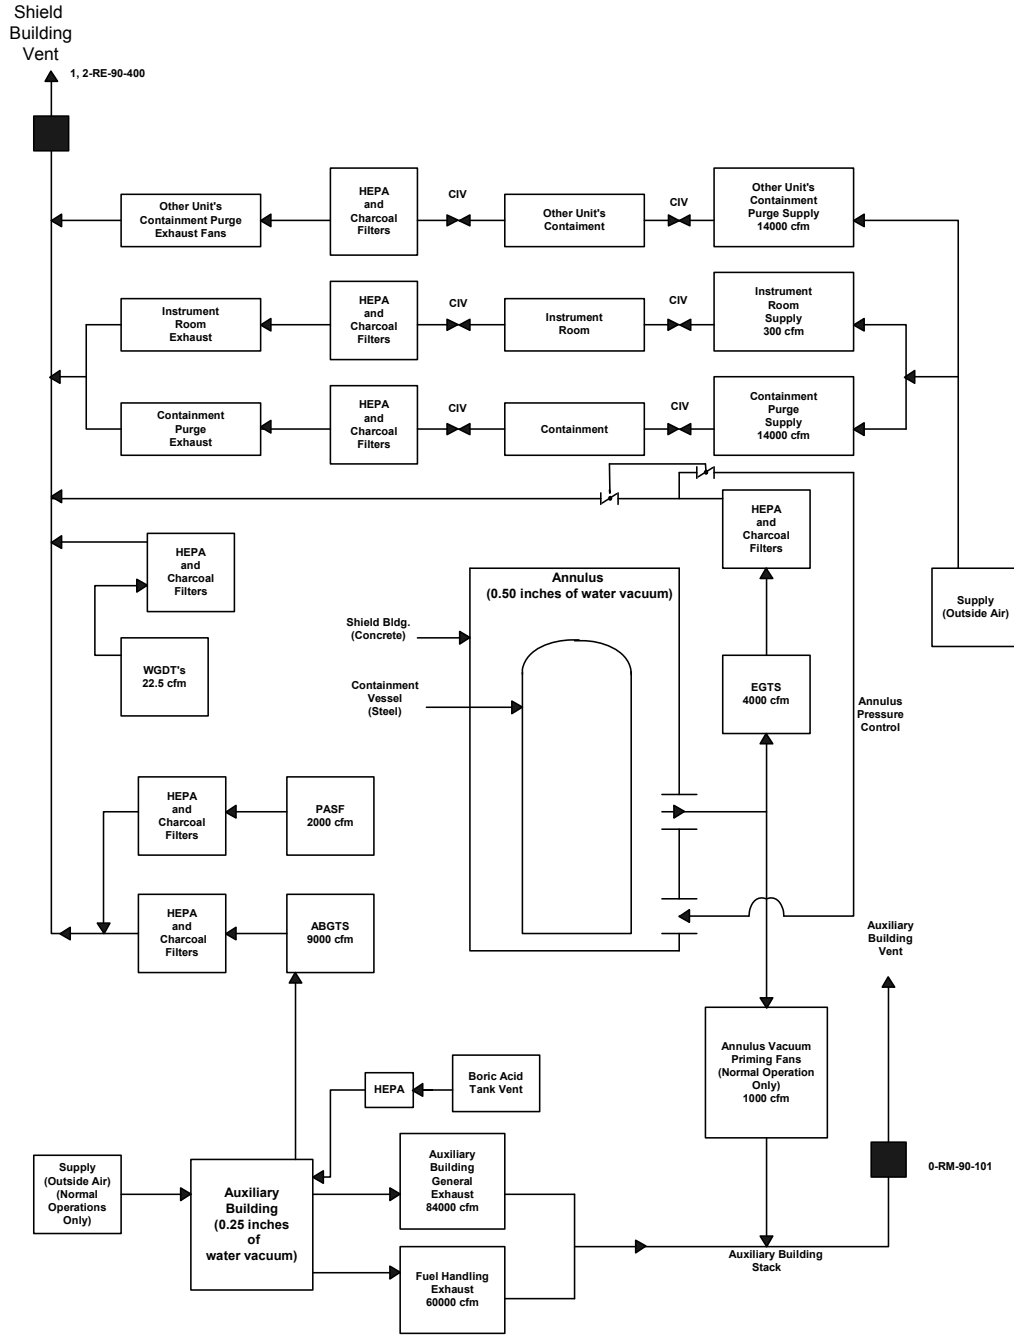 Shield
Building
Vent
1, 2-RE-90-400
Other Unit's
Containment Purge
Exhaust Fans
HEPA
and
Charcoal
Filters
CIV
Other Unit's
Contaiment
CIV
Other Unit's
Containment
Purge Supply
14000 cfm
Instrument
Room
Exhaust
HEPA
and
Charcoal
Filters
CIV
Instrument
Room
CIV
Instrument
Room
Supply
300 cfm
Containment
Purge
Exhaust
HEPA
and
Charcoal
Filters
CIV
Containment
CIV
Containment
Purge
Supply
14000 cfm
HEPA
and
Charcoal
Filters
HEPA
and
Charcoal
Filters
Annulus
(0.50 inches of water vacuum)
Supply
(Outside Air)
Shield Bldg.
(Concrete)
WGDT's
22.5 cfm
Containment
Vessel
(Steel)
EGTS
4000 cfm
Annulus
Pressure
Control
HEPA
and
Charcoal
Filters
PASF
2000 cfm
HEPA
and
Charcoal
Filters
ABGTS
9000 cfm
Auxiliary
Building
Vent
Annulus Vacuum
Priming Fans
(Normal Operation
Only)
1000 cfm
HEPA
Boric Acid
Tank Vent
Supply
(Outside Air)
(Normal
Operations
Only)
Auxiliary
Building
(0.25 inches
of
water vacuum)
Auxiliary
Building
General
Exhaust
84000 cfm
0-RM-90-101
Fuel Handling
Exhaust
60000 cfm
Auxiliary Building
Stack